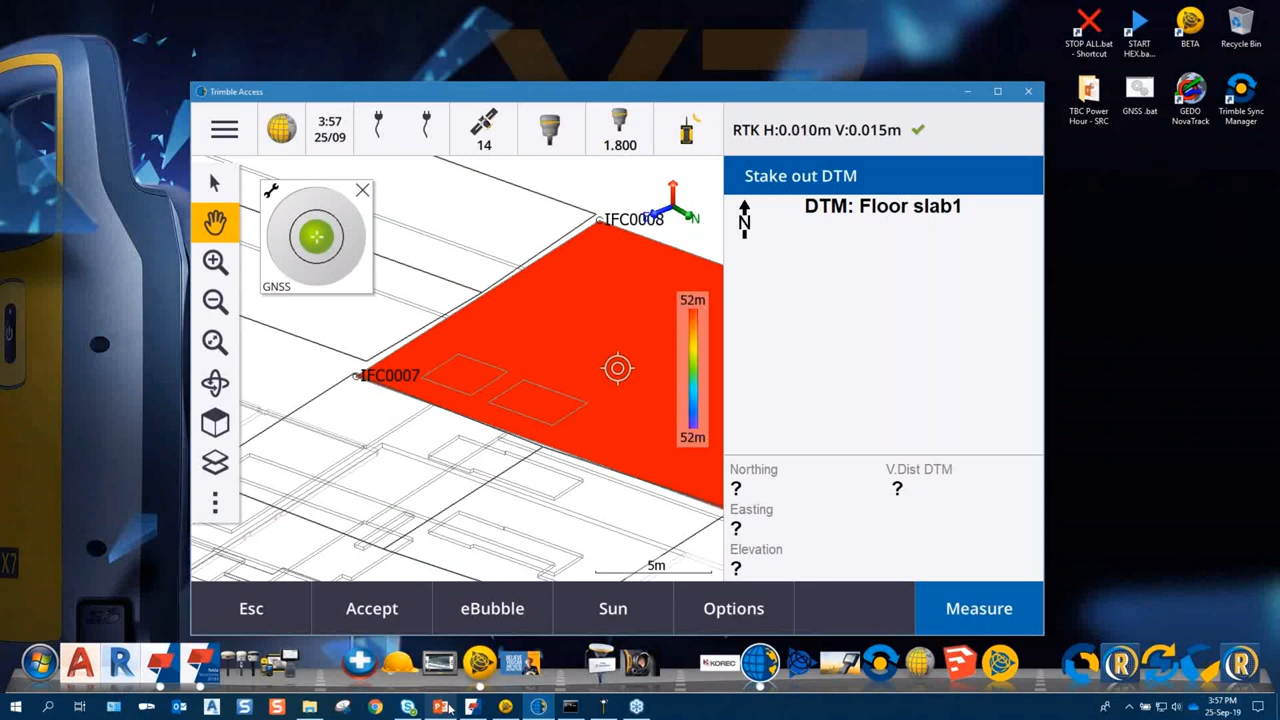 STOP ALL.bat
- Shortcut
START
HEX.ba...
BETA
Recycle Bin
TBC Power
Hour - SRC
GNSS .bat
GEDO
NovaTrack
Trimble Sync
Manager
Trimble Access
3:57
25/09
14
1.800
RTK H:0.010m V:0.015m
Stake out DTM
DTM: Floor slab1
N
GNSS
IFC0008
N
52m
52m
IFC0007
5m
Northing
?
V.Dist DTM
?
Easting
?
Elevation
?
Esc
Accept
eBubble
Sun
Options
Measure
X7
KOREC
3:57 PM
25-Sep-19